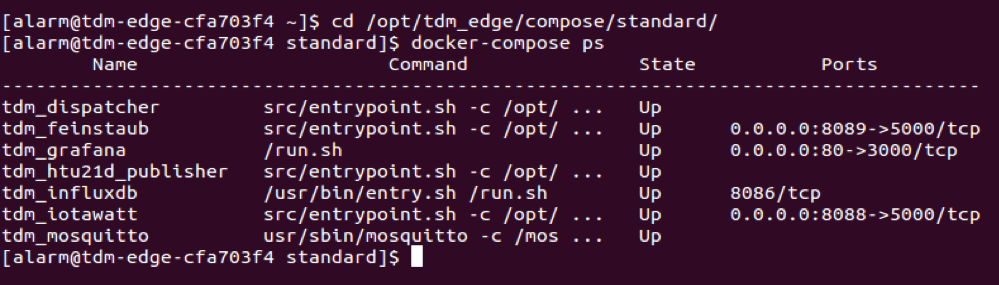 [alarm@tdm-edge-cfa703f4 ~]$ cd /opt/tdm_edge/compose/standard/
[alarm@tdm-edge-cfa703f4 standard]$ docker-compose ps
Name Command State Ports
--------------------------------------------------------------------------------------
tdm_dispatcher src/entrypoint.sh -c /opt/ ... Up
tdm_feinstaub src/entrypoint.sh -c /opt/ ... Up 0.0.0.0:8089->5000/tcp
tdm_grafana /run.sh Up 0.0.0.0:80->3000/tcp
tdm_htu21d_publisher src/entrypoint.sh -c /opt/ ... Up
tdm_influxdb /usr/bin/entry.sh /run.sh Up 8086/tcp
tdm_iotawatt src/entrypoint.sh -c /opt/ ... Up 0.0.0.0:8088->5000/tcp
tdm_mosquitto usr/sbin/mosquitto -c /mos ... Up
[alarm@tdm-edge-cfa703f4 standard]$